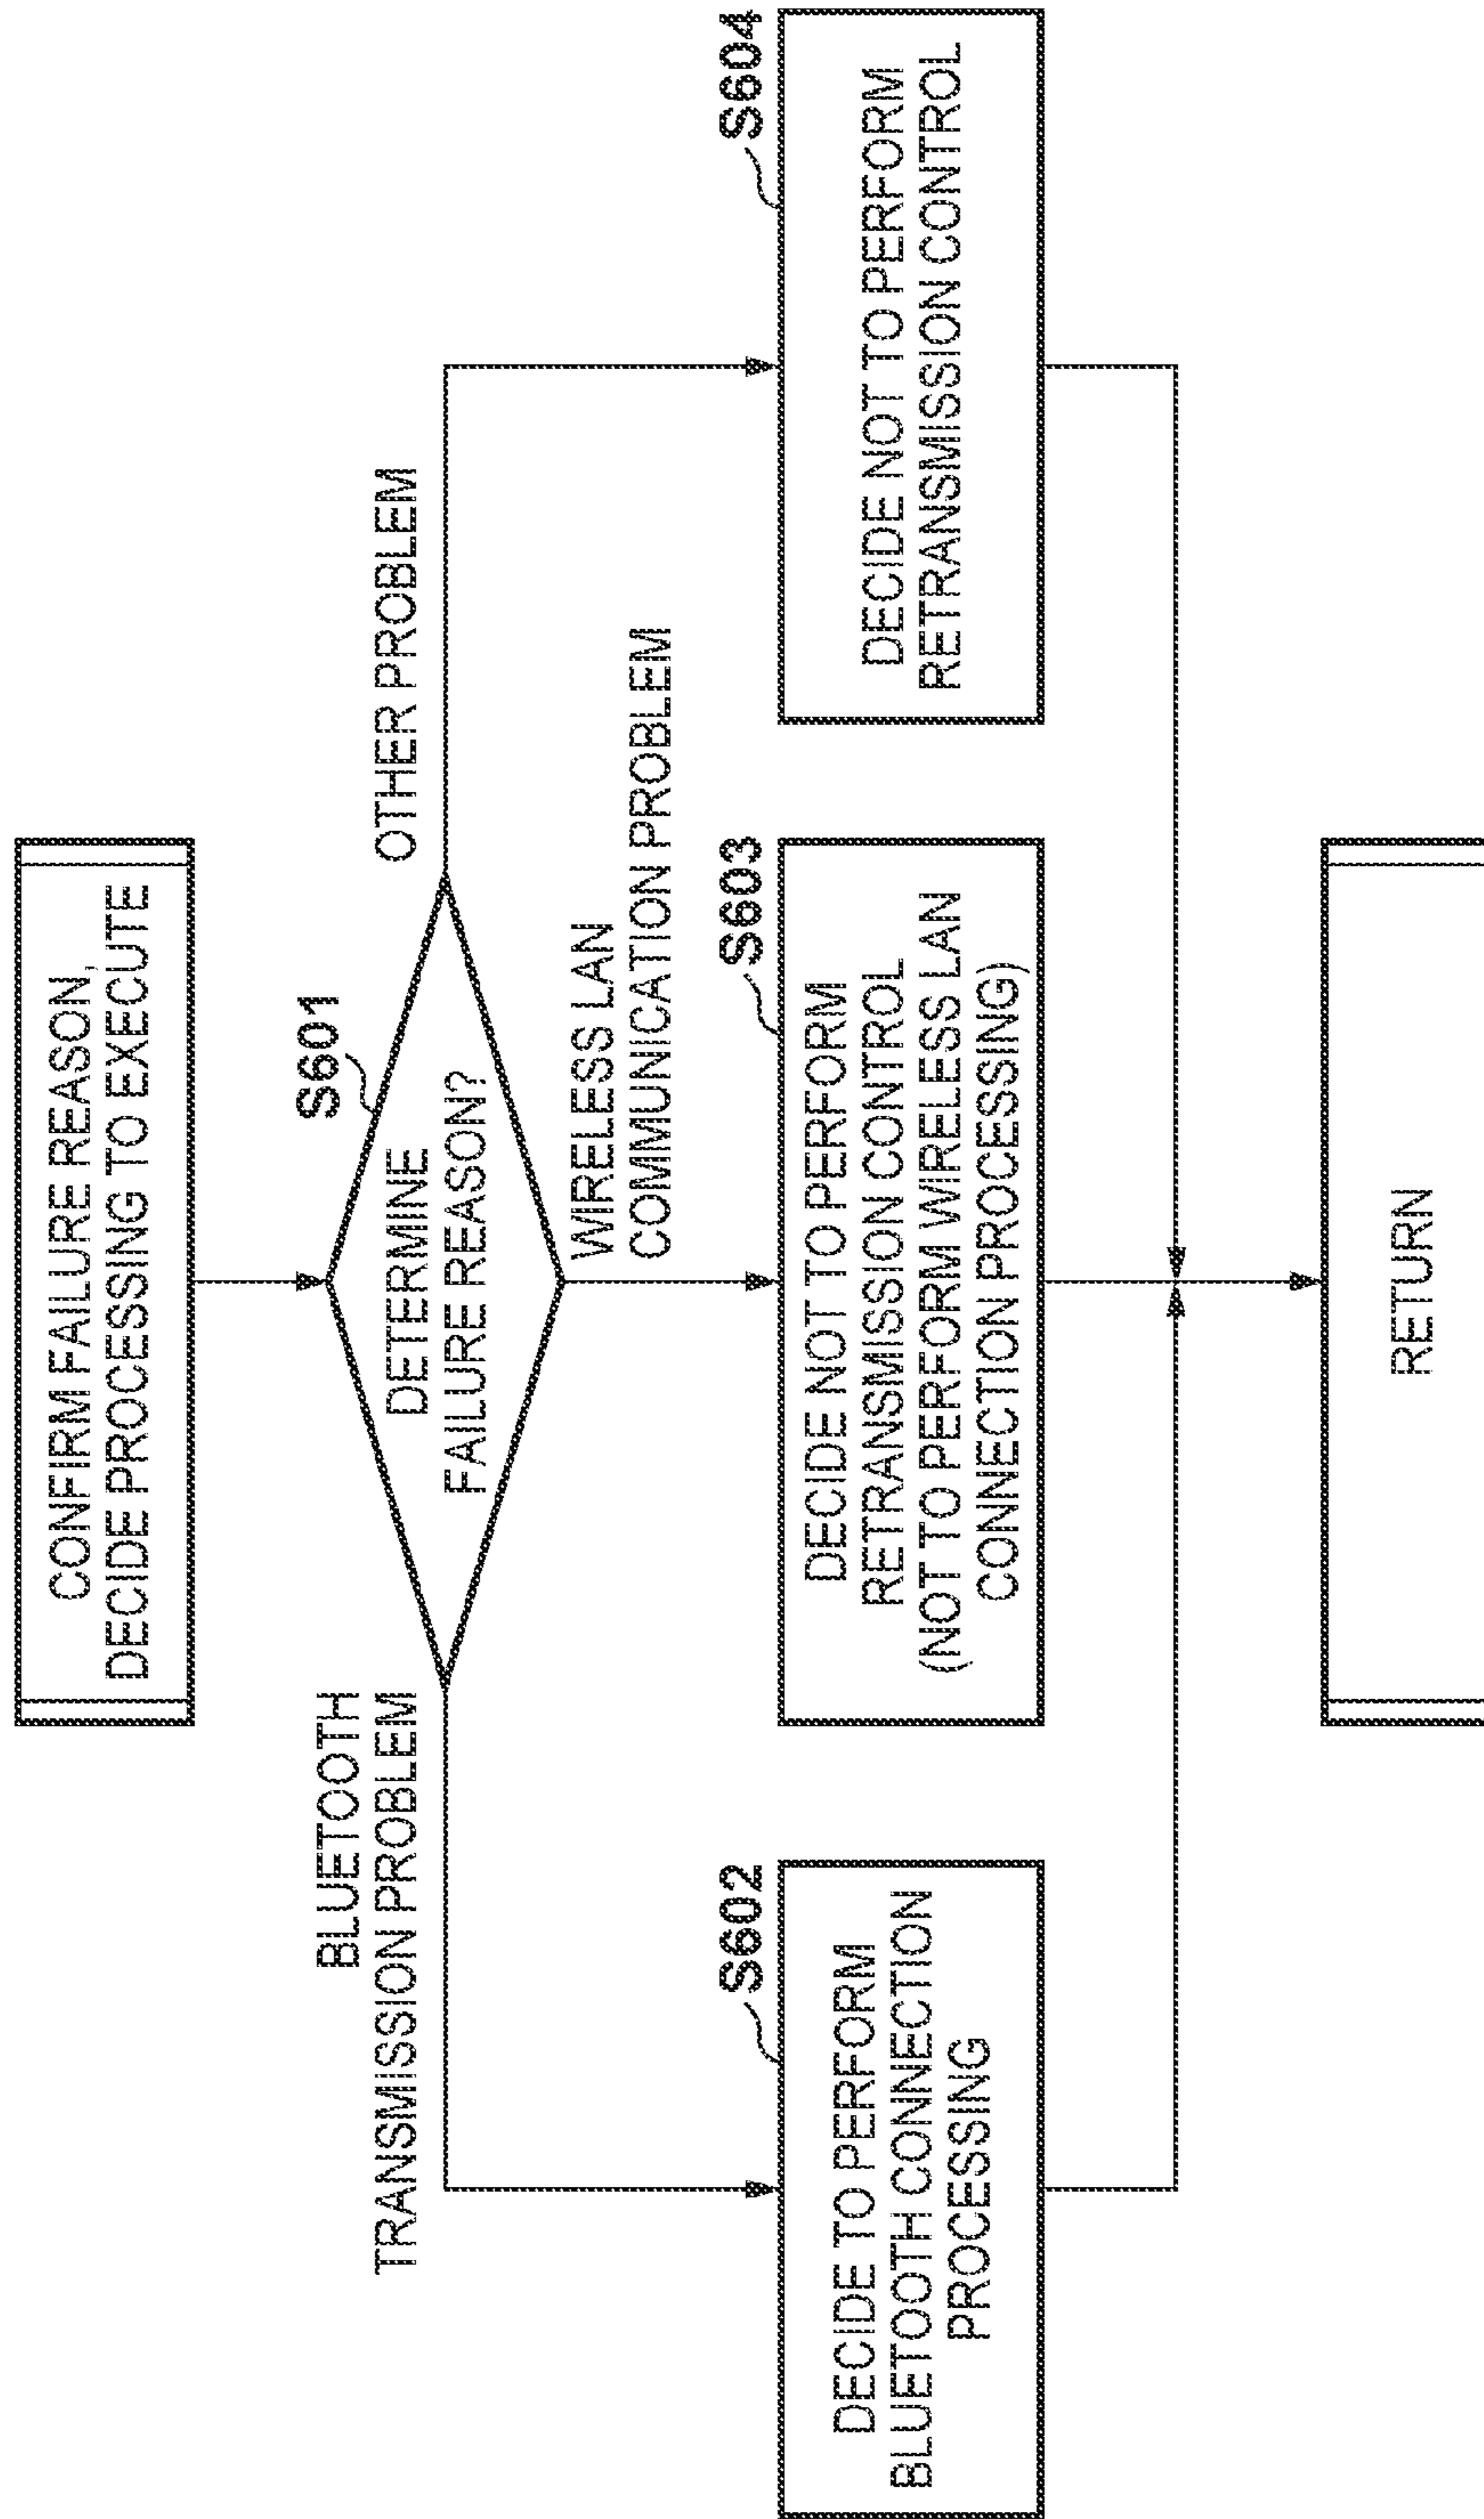 CONFIRM FAILURE REASON,
DECIDE PROCESSING TO EXECUTE
S601
DETERMINE
FAILURE REASON?
BLUETOOTH
TRANSMISSION PROBLEM
WIRELESS LAN
COMMUNICATION PROBLEM
OTHER PROBLEM
S602
DECIDE TO PERFORM
BLUETOOTH CONNECTION
PROCESSING
S603
DECIDE NOT TO PERFORM
RETRANSMISSION CONTROL
(NOT TO PERFORM WIRELESS LAN
CONNECTION PROCESSING)
S604
DECIDE NOT TO PERFORM
RETRANSMISSION CONTROL
RETURN